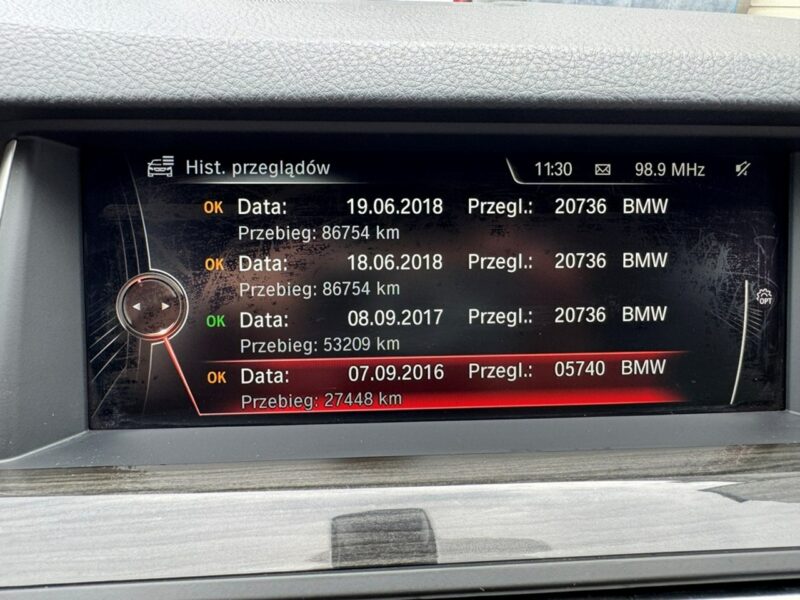 Hist. przeglądów 11:30 98.9 MHz
OK Data: 19.06.2018 Przegl.: 20736 BMW
Przebieg: 86754 km
OK Data: 18.06.2018 Przegl.: 20736 BMW
Przebieg: 86754 km
OK Data: 08.09.2017 Przegl.: 20736 BMW
Przebieg: 53209 km
OPT
OK Data: 07.09.2016 Przegl.: 05740 BMW
Przebieg: 27448 km